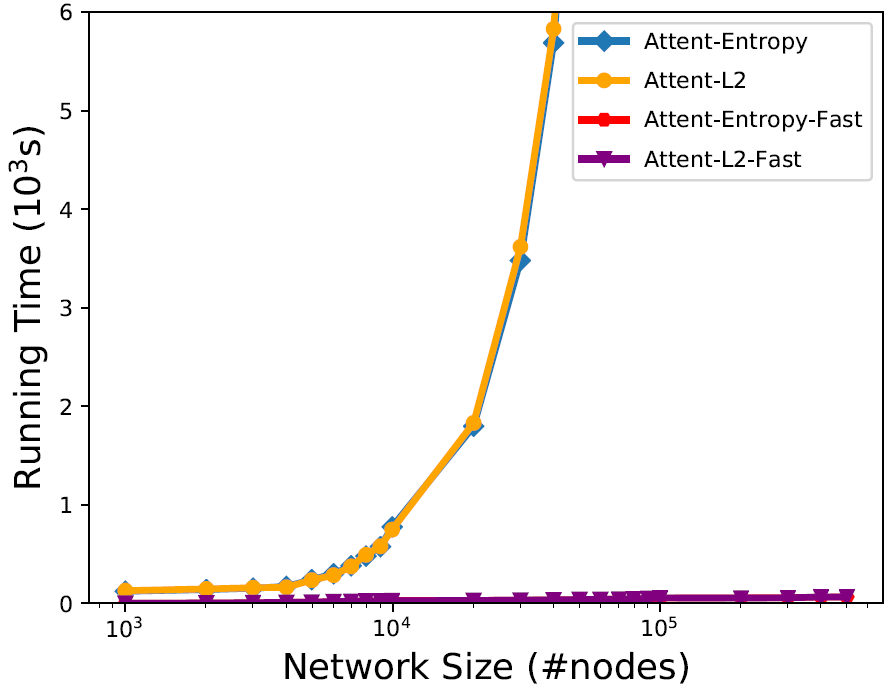 6
5
4
3
2
1
0
Running Time (10³s)
10³
10⁴
10⁵
Network Size (#nodes)
Attent-Entropy
Attent-L2
Attent-Entropy-Fast
Attent-L2-Fast